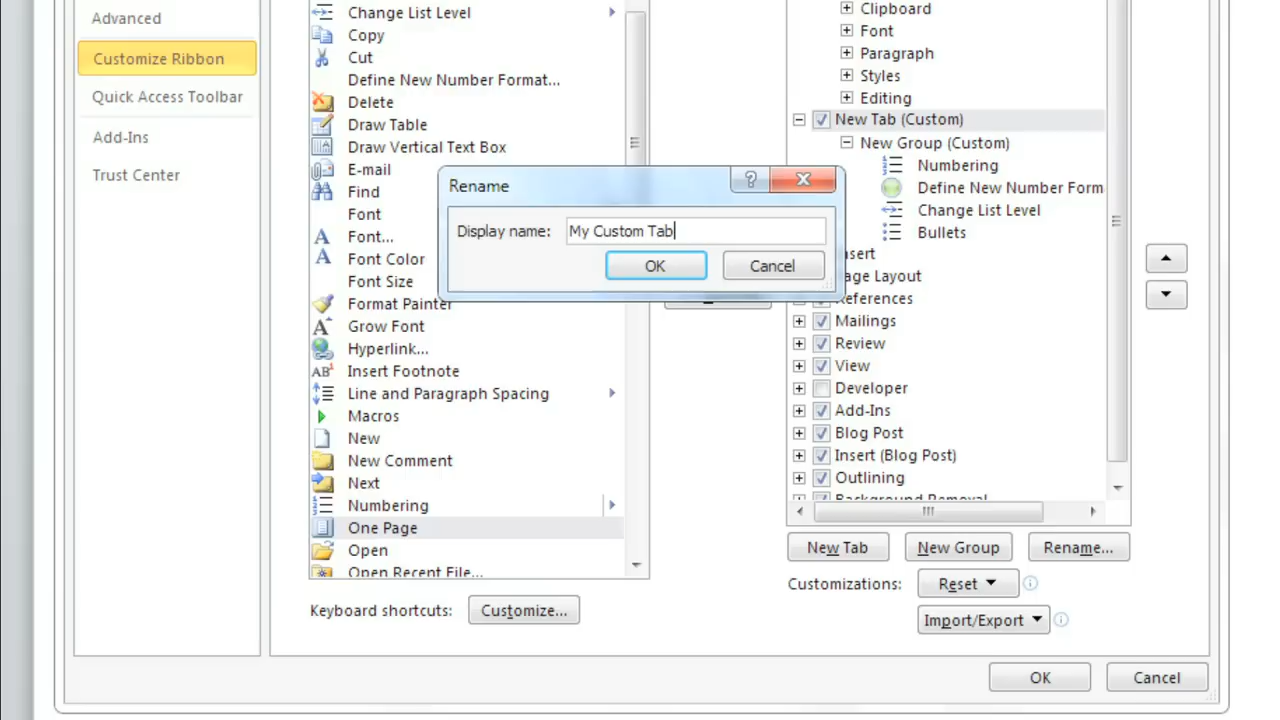 Advanced
Customize Ribbon
Quick Access Toolbar
Add-Ins
Trust Center
Change List Level
Copy
Cut
Define New Number Format...
Delete
Draw Table
Draw Vertical Text Box
E-mail
Find
Font
Font...
Font Color
Font Size
Format Painter
Grow Font
Hyperlink...
Insert Footnote
Line and Paragraph Spacing
Macros
New
New Comment
Next
Numbering
One Page
Open
Open Recent File...
Keyboard shortcuts: Customize...
Rename
Display name: My Custom Tab
OK Cancel
Clipboard
Font
Paragraph
Styles
Editing
New Tab (Custom)
New Group (Custom)
Numbering
Define New Number Form
Change List Level
Bullets
nsert
age Layout
References
Mailings
Review
View
Developer
Add-Ins
Blog Post
Insert (Blog Post)
Outlining
Background Removal
New Tab New Group Rename...
Customizations: Reset
Import/Export
OK Cancel